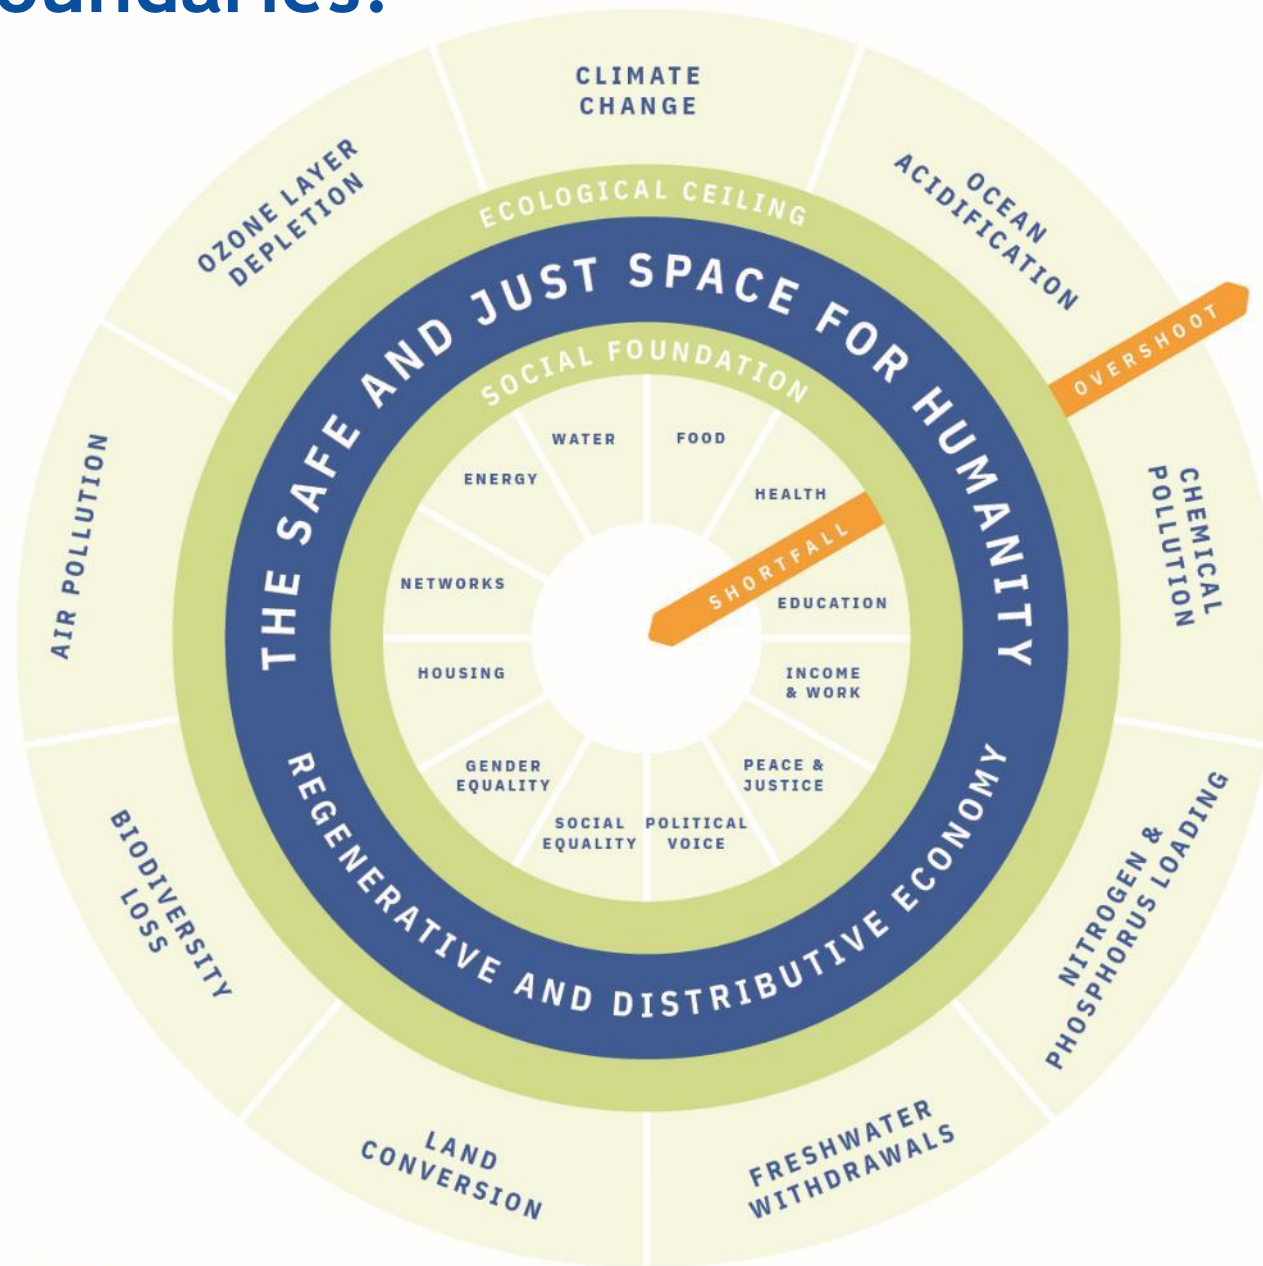 oundaries.
CLIMATE
CHANGE
OCEAN
ACIDIFICATION
OVERSHOOT
CHEMICAL
POLLUTION
NITROGEN &
PHOSPHORUS LOADING
FRESHWATER
WITHDRAWALS
LAND
CONVERSION
BIODIVERSITY
LOSS
AIR POLLUTION
OZONE LAYER
DEPLETION
ECOLOGICAL CEILING
THE SAFE AND JUST SPACE FOR HUMANITY
REGENERATIVE AND DISTRIBUTIVE ECONOMY
SOCIAL FOUNDATION
WATER
FOOD
HEALTH
SHORTFALL
EDUCATION
INCOME
& WORK
PEACE &
JUSTICE
POLITICAL
VOICE
SOCIAL
EQUALITY
GENDER
EQUALITY
HOUSING
NETWORKS
ENERGY